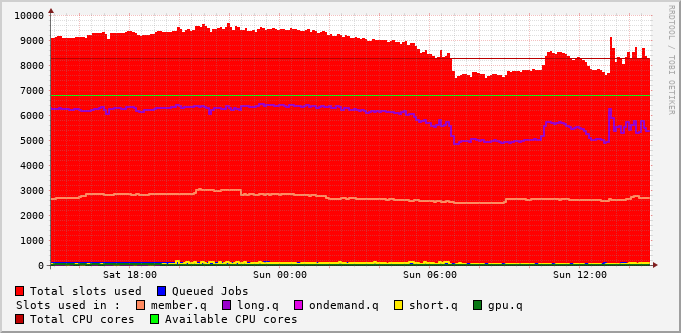 10000
9000
8000
7000
6000
5000
4000
3000
2000
1000
0
Sat 18:00 Sun 00:00 Sun 06:00 Sun 12:00
RRDTOOL / TOBI OETIKER
Total slots used Queued Jobs
Slots used in : member.q long.q ondemand.q short.q gpu.q
Total CPU cores Available CPU cores